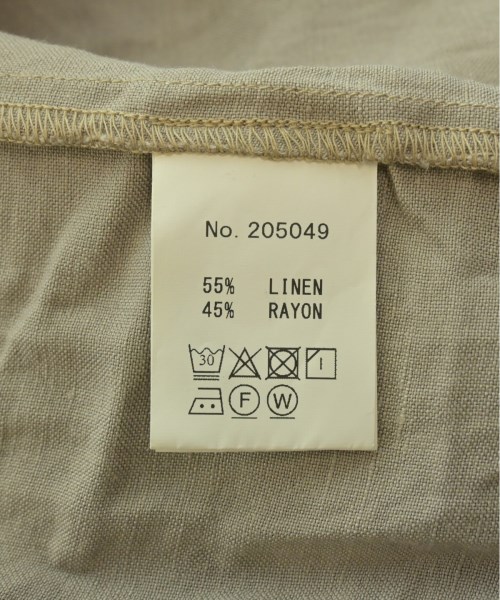 No. 205049
55% LINEN
45% RAYON
30
F W